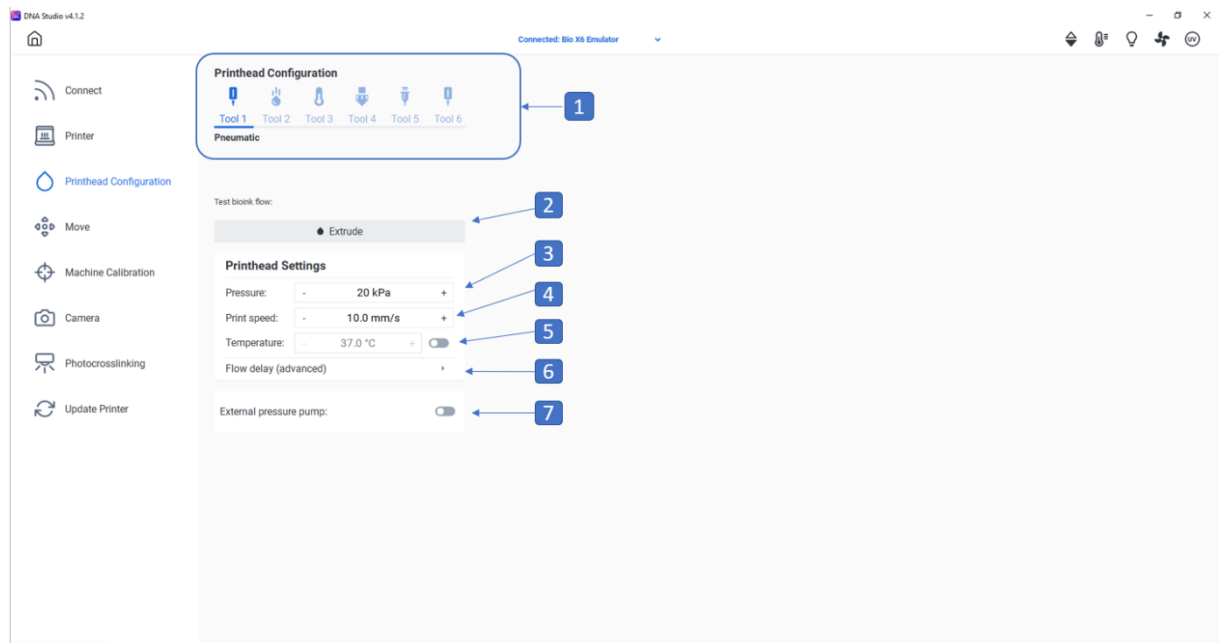 DNA Studio v4.1.2
Connected: Bio X6 Emulator
UV
Connect
Printer
Printhead Configuration
Move
Machine Calibration
Camera
Photocrosslinking
Update Printer
Printhead Configuration
Tool 1 Tool 2 Tool 3 Tool 4 Tool 5 Tool 6
Pneumatic
1
Test bioink flow:
2
Extrude
Printhead Settings
3
Pressure: - 20 kPa +
4
Print speed: - 10.0 mm/s +
5
Temperature: - 37.0 °C +
Flow delay (advanced)
6
External pressure pump:
7